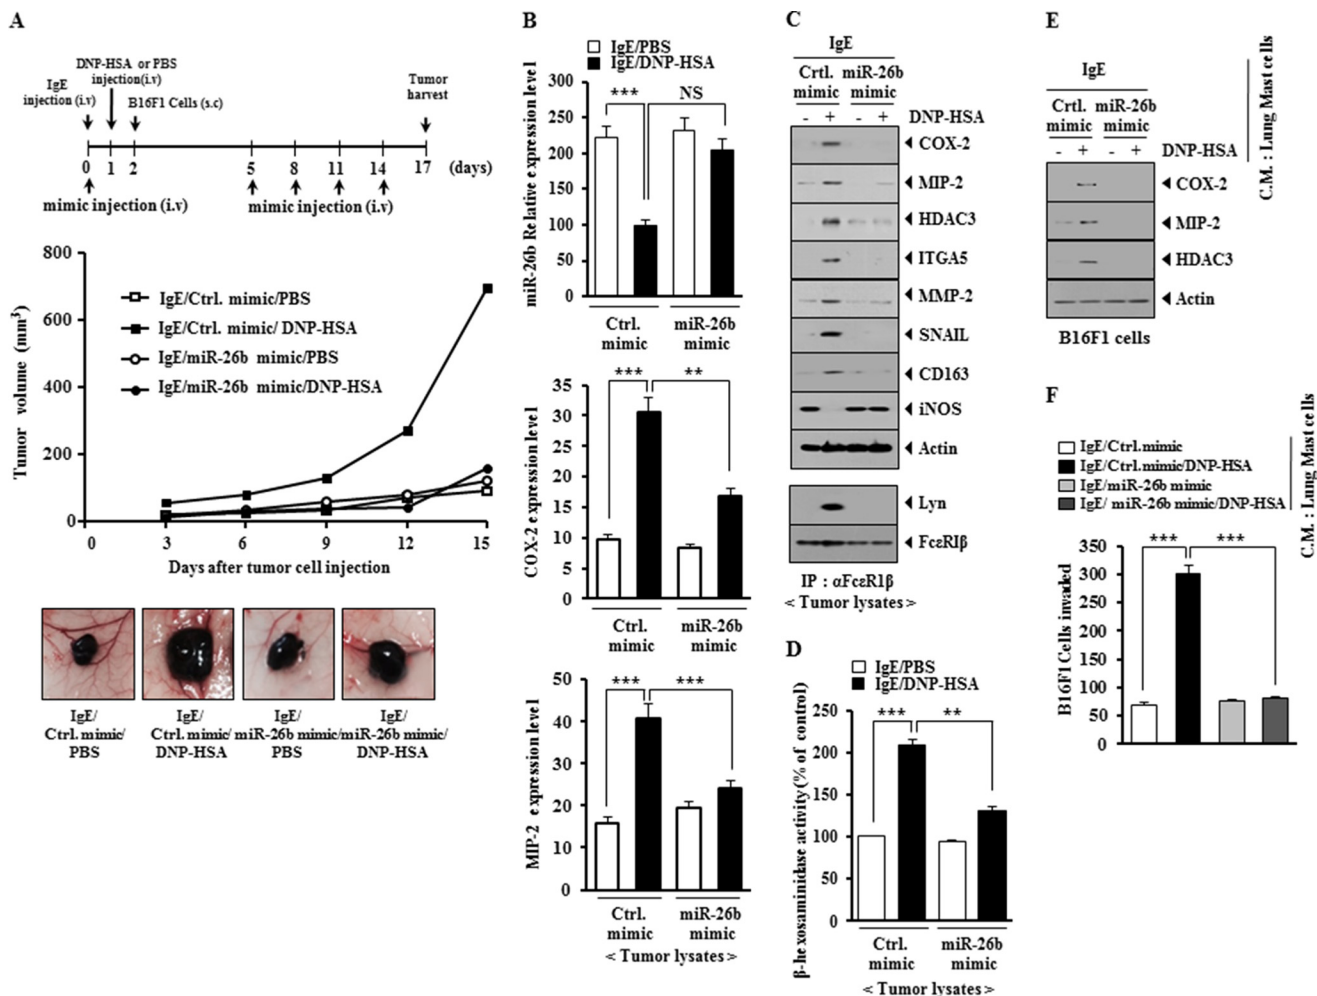 A
DNP-HSA or PBS
injection(i.v)
IgE
injection (i.v)
B16F1 Cells (s.c)
Tumor
harvest
0 1 2 5 8 11 14 17 (days)
mimic injection (i.v) mimic injection (i.v)
800
600
400
200
0
Tumor volume (nm³)
IgE/Ctrl. mimic/PBS
IgE/Ctrl. mimic/ DNP-HSA
IgE/miR-26b mimic/PBS
IgE/miR-26b mimic/DNP-HSA
0 3 6 9 12 15
Days after tumor cell injection
IgE/ IgE/ IgE/ IgE/
Ctrl. mimic/ Ctrl. mimic/ miR-26b mimic/ miR-26b mimic/
PBS DNP-HSA PBS DNP-HSA
B
IgE/PBS
IgE/DNP-HSA
miR-26b Relative expression level
300
250
200
150
100
50
0
*** NS
Ctrl. miR-26b
mimic mimic
COX-2 expression level
35
30
25
20
15
10
5
0
*** **
Ctrl. miR-26b
mimic mimic
MIP-2 expression level
50
40
30
20
10
0
*** ***
Ctrl. miR-26b
mimic mimic
< Tumor lysates >
C
IgE
Crtl. miR-26b
mimic mimic
- + - + DNP-HSA
COX-2
MIP-2
HDAC3
ITGA5
MMP-2
SNAIL
CD163
iNOS
Actin
Lyn
FcεRIβ
IP : αFcεR1β
< Tumor lysates >
D
IgE/PBS
IgE/DNP-HSA
β-hexosaminidase activity (% of control)
250
200
150
100
50
0
*** **
Ctrl. miR-26b
mimic mimic
< Tumor lysates >
E
IgE
Crtl. miR-26b
mimic mimic
- + - + DNP-HSA
C.M. : Lung Mast cells
COX-2
MIP-2
HDAC3
Actin
B16F1 cells
F
IgE/Ctrl.mimic
IgE/Ctrl.mimic/DNP-HSA
IgE/miR-26b mimic
IgE/ miR-26b mimic/DNP-HSA
C.M. : Lung Mast cells
B16F1 Cells invaded
350
300
250
200
150
100
50
0
*** ***